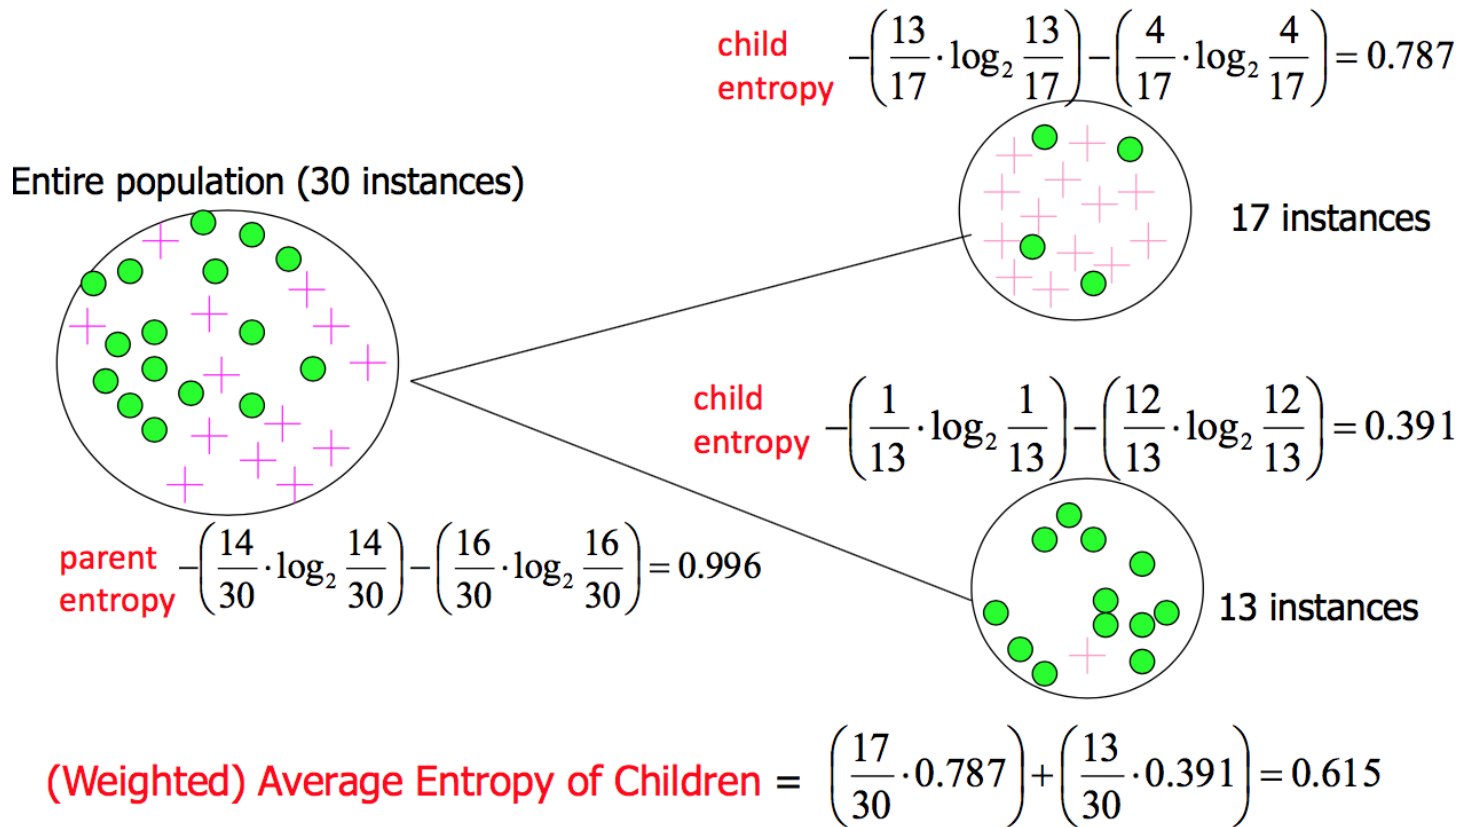 child entropy −(13/17 · log₂ 13/17) − (4/17 · log₂ 4/17) = 0.787
Entire population (30 instances)
17 instances
child entropy −(1/13 · log₂ 1/13) − (12/13 · log₂ 12/13) = 0.391
parent entropy −(14/30 · log₂ 14/30) − (16/30 · log₂ 16/30) = 0.996
13 instances
(Weighted) Average Entropy of Children = (17/30 · 0.787) + (13/30 · 0.391) = 0.615